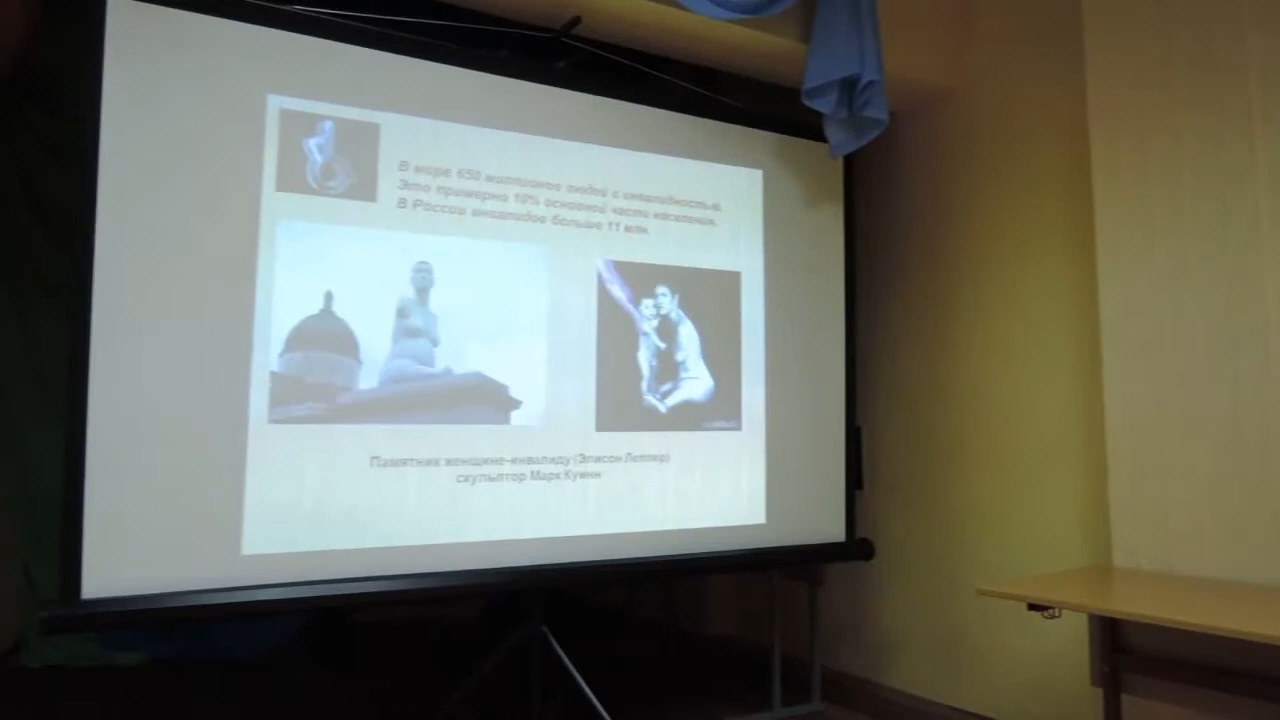 В мире 650 миллионов людей с инвалидностью.
Это примерно 10% основной части населения.
В России инвалидов больше 11 млн.
Памятник женщине-инвалиду (Элисон Леппер)
скульптор Марк Куинн